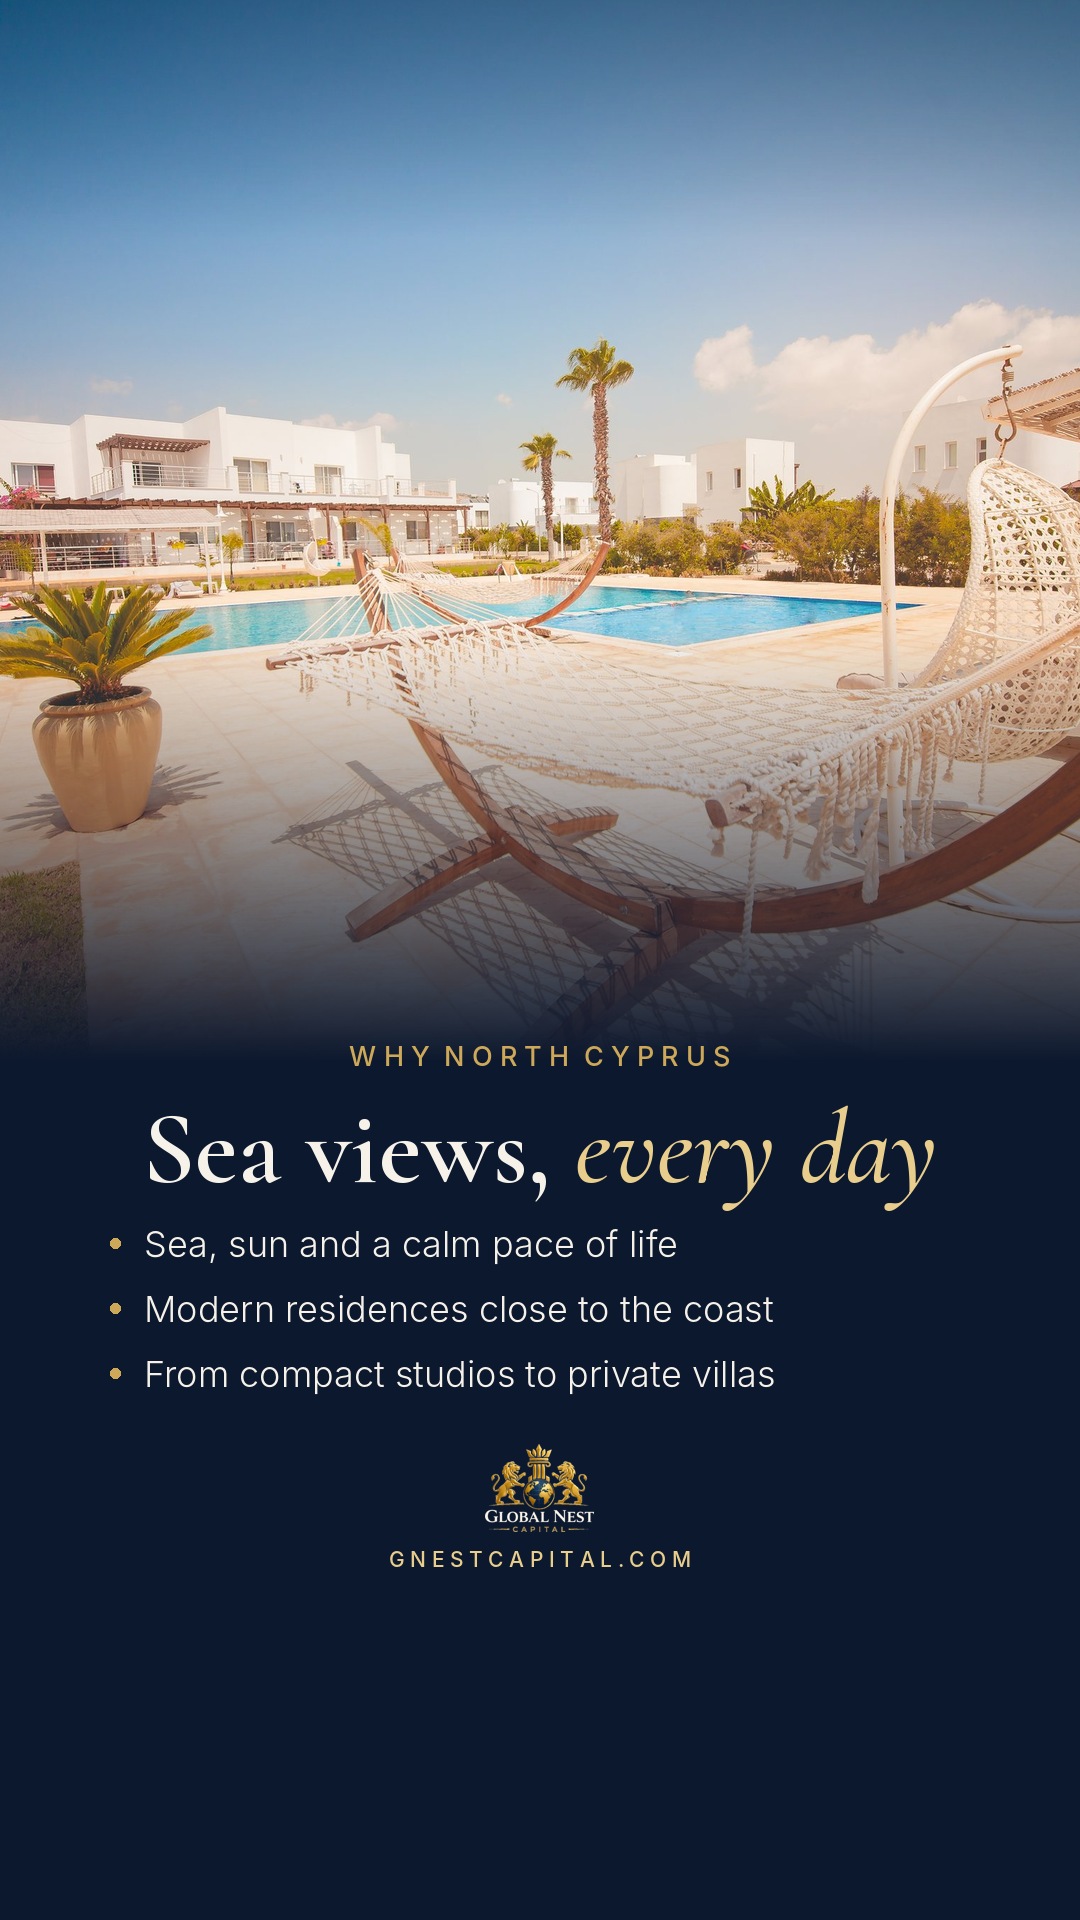 WHY NORTH CYPRUS
Sea views, every day
Sea, sun and a calm pace of life
Modern residences close to the coast
From compact studios to private villas
GLOBAL NEST
CAPITAL
GNESTCAPITAL.COM